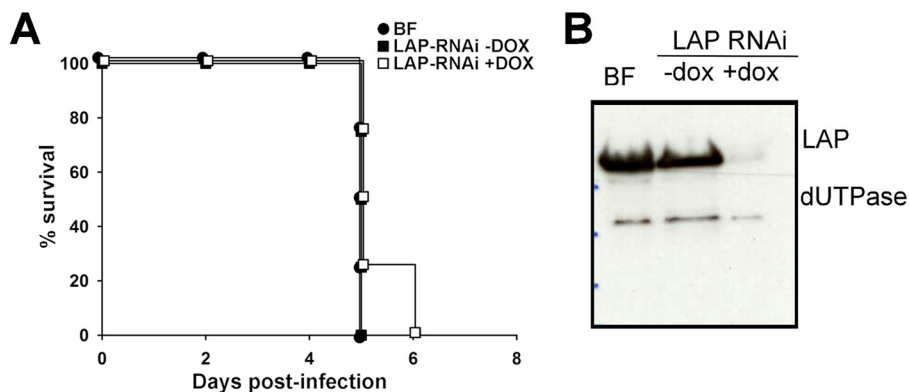 A
BF
LAP-RNAi -DOX
LAP-RNAi +DOX
100
80
60
40
20
0
% survival
0 2 4 6 8
Days post-infection
B
LAP RNAi
BF -dox +dox
LAP
dUTPase